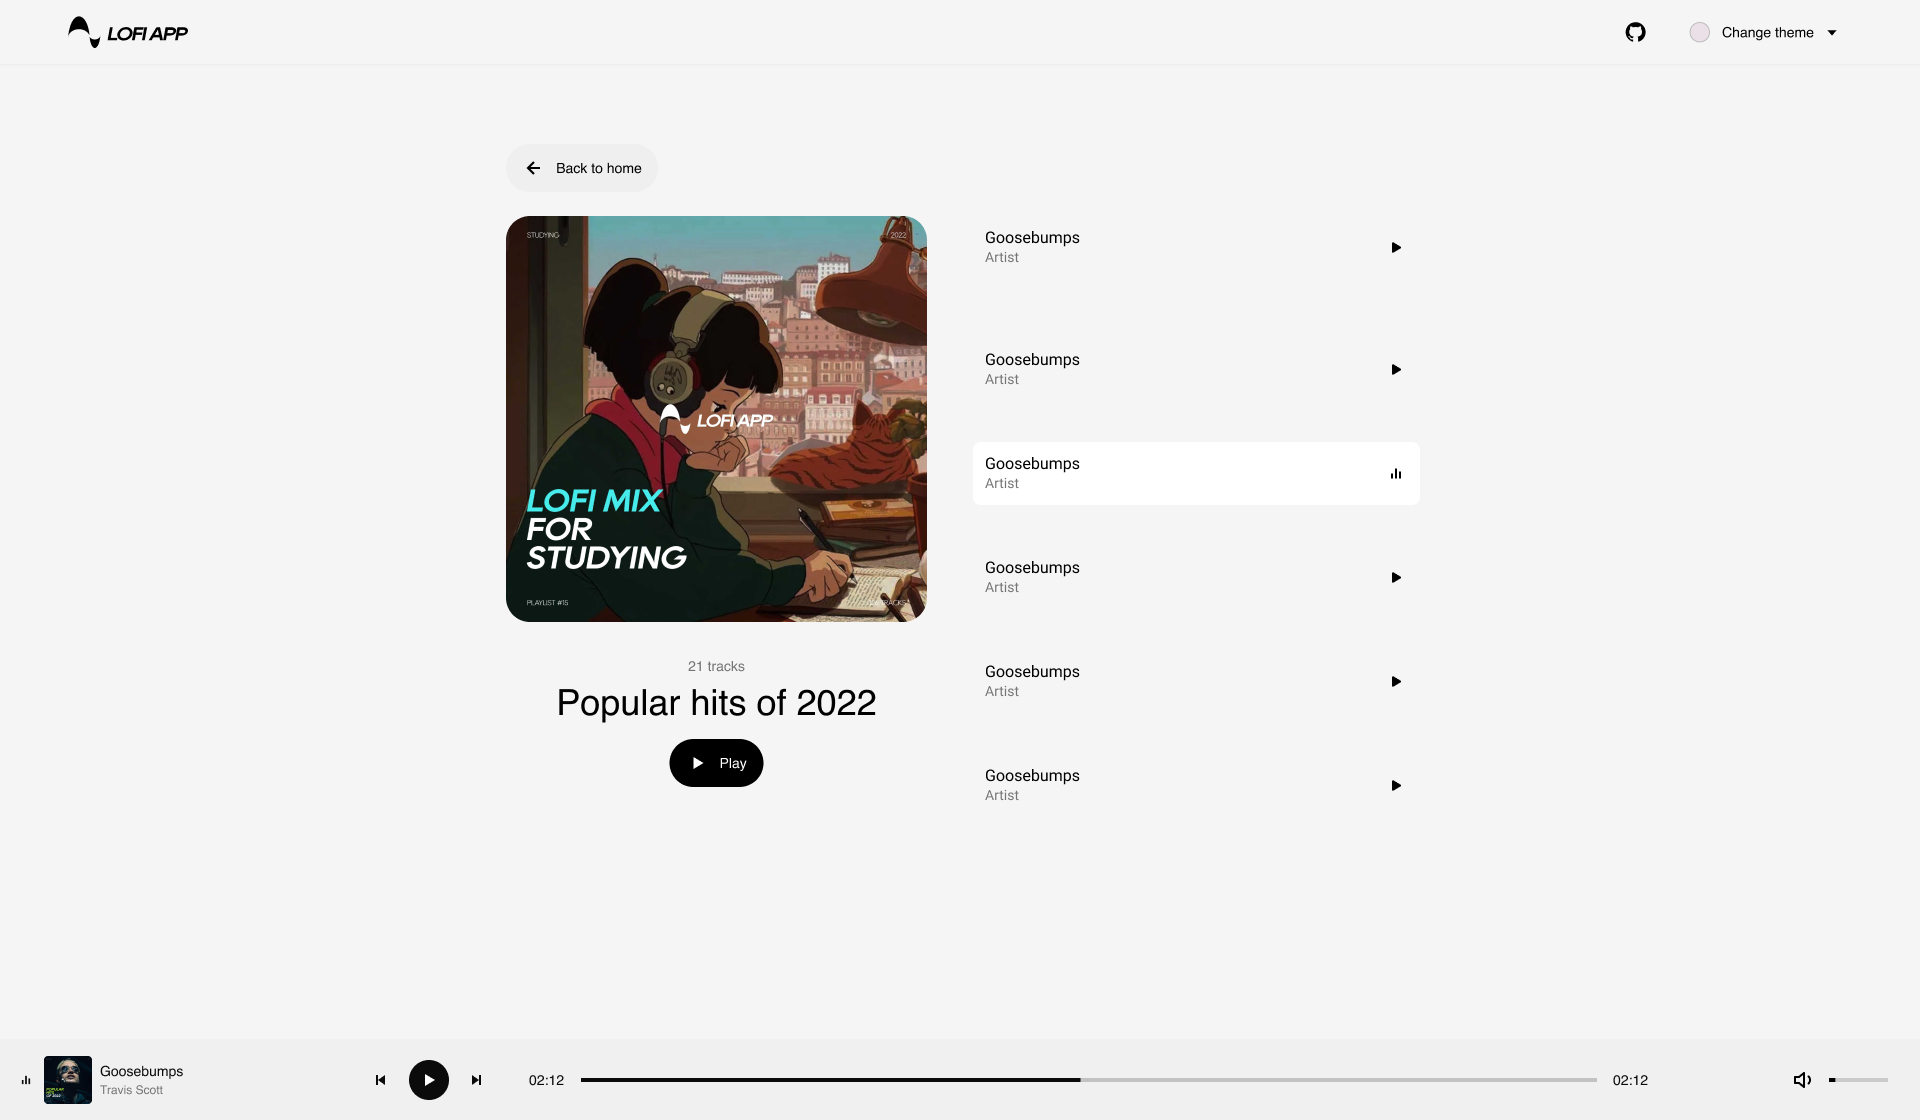 LOFI APP
Change theme
Back to home
STUDYING
2022
LOFI APP
LOFI MIX
FOR
STUDYING
PLAYLIST #15
21 tracks
Popular hits of 2022
Play
Goosebumps
Artist
Goosebumps
Artist
Goosebumps
Artist
Goosebumps
Artist
Goosebumps
Artist
Goosebumps
Artist
Goosebumps
Travis Scott
02:12
02:12